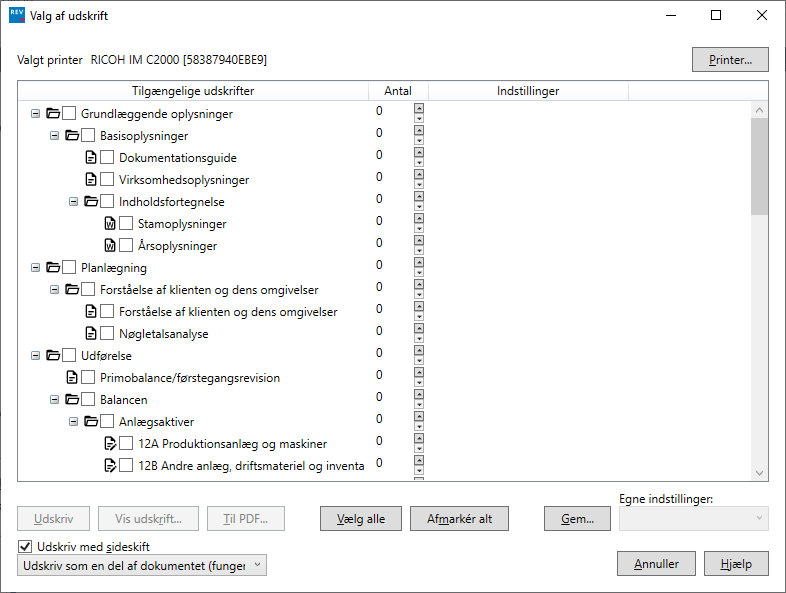 REV Valg af udskrift
Valgt printer RICOH IM C2000 [58387940EBE9] Printer...
Tilgængelige udskrifter Antal Indstillinger
Grundlæggende oplysninger 0
Basisoplysninger 0
Dokumentationsguide 0
Virksomhedsoplysninger 0
Indholdsfortegnelse 0
W Stamoplysninger 0
W Årsoplysninger 0
Planlægning 0
Forståelse af klienten og dens omgivelser 0
Forståelse af klienten og dens omgivelser 0
Nøgletalsanalyse 0
Udførelse 0
Primobalance/førstegangsrevision 0
Balancen 0
Anlægsaktiver 0
12A Produktionsanlæg og maskiner 0
12B Andre anlæg, driftsmateriel og inventa 0
Egne indstillinger:
Udskriv Vis udskrift... Til PDF... Vælg alle Afmarkér alt Gem...
Udskriv med sideskift
Udskriv som en del af dokumentet (funger Annuller Hjælp